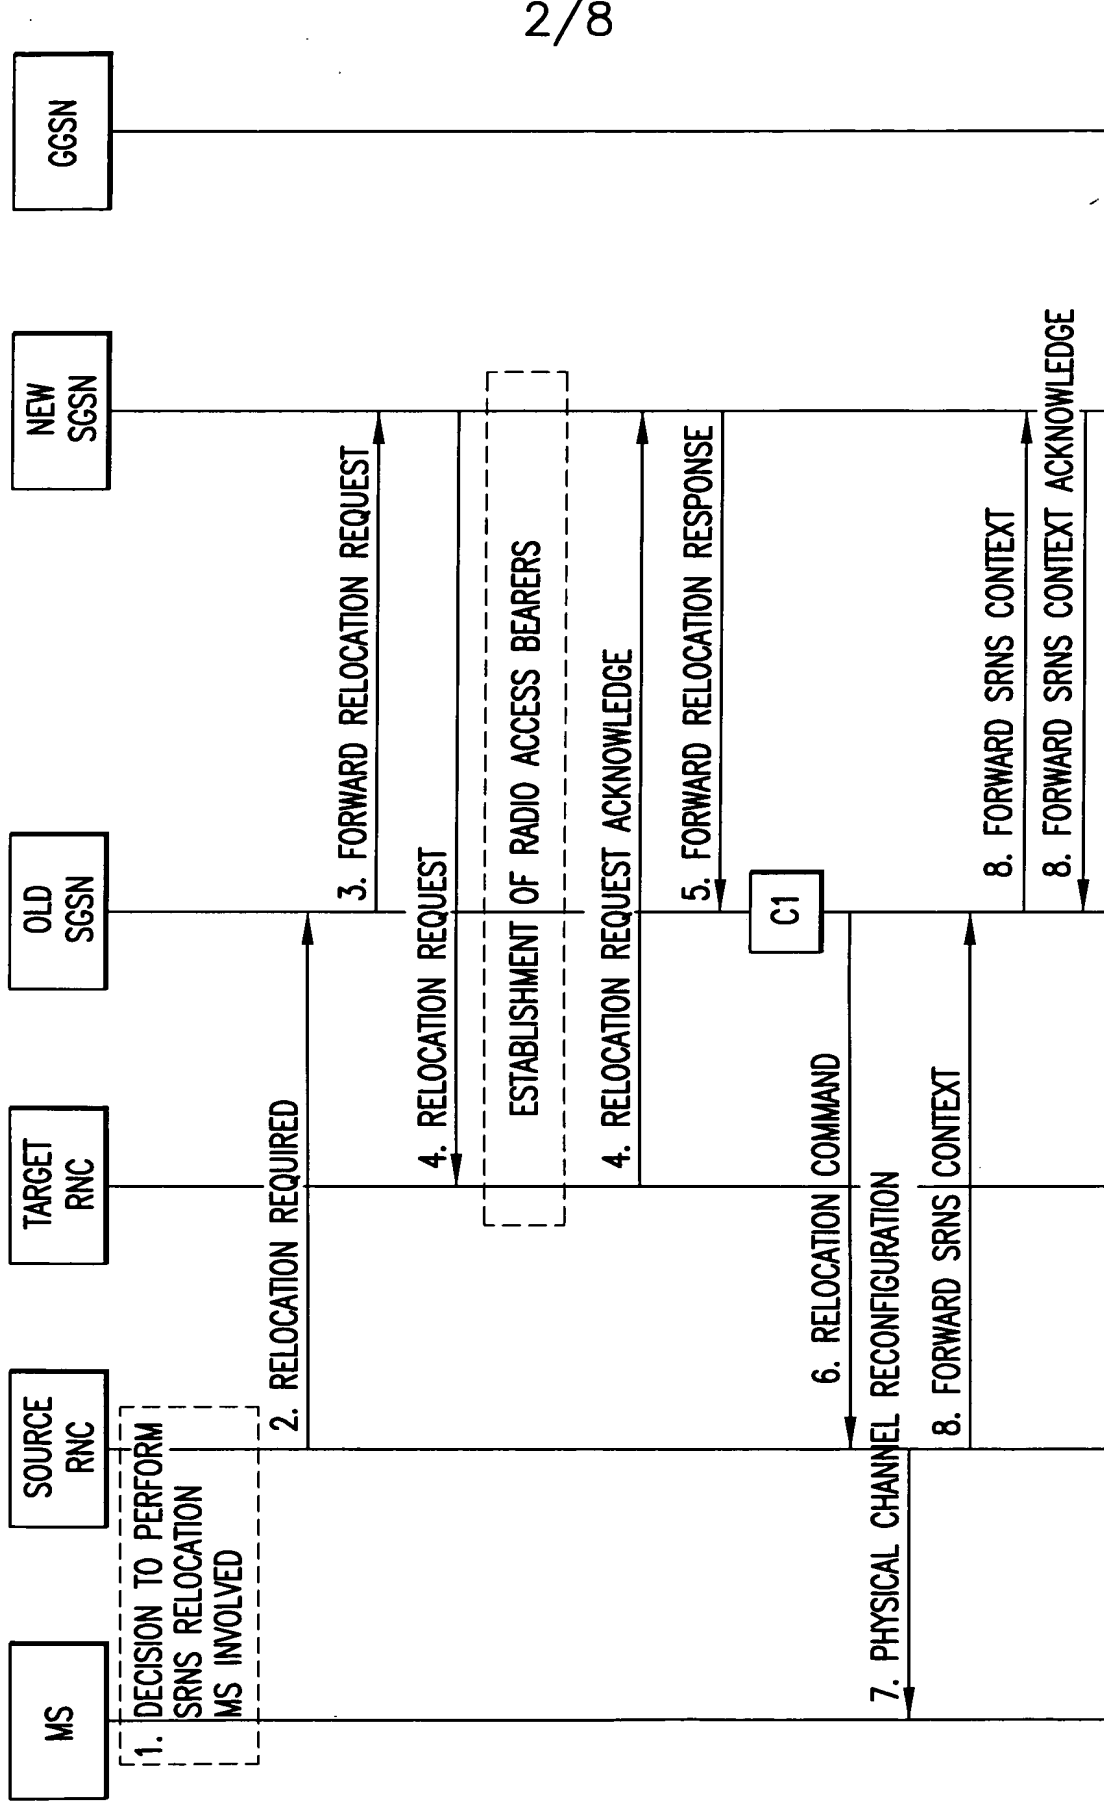 2/8
MS
SOURCE
RNC
TARGET
RNC
OLD
SGSN
NEW
SGSN
GGSN
1. DECISION TO PERFORM
SRNS RELOCATION
MS INVOLVED
2. RELOCATION REQUIRED
3. FORWARD RELOCATION REQUEST
4. RELOCATION REQUEST
ESTABLISHMENT OF RADIO ACCESS BEARERS
4. RELOCATION REQUEST ACKNOWLEDGE
5. FORWARD RELOCATION RESPONSE
C1
6. RELOCATION COMMAND
7. PHYSICAL CHANNEL RECONFIGURATION
8. FORWARD SRNS CONTEXT
8. FORWARD SRNS CONTEXT
8. FORWARD SRNS CONTEXT ACKNOWLEDGE